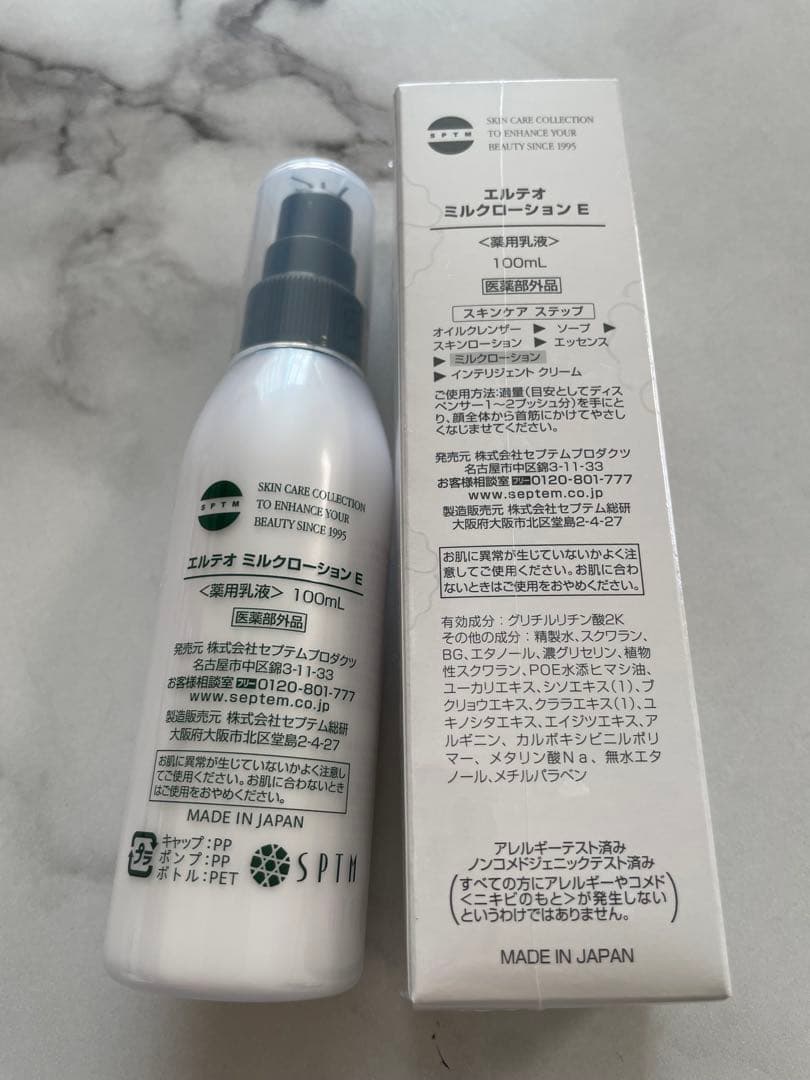 SPTM
SKIN CARE COLLECTION
TO ENHANCE YOUR
BEAUTY SINCE 1995
エルテオ ミルクローション E
<薬用乳液> 100mL
医薬部外品
発売元 株式会社セプテムプロダクツ
名古屋市中区錦3-11-33
お客様相談室 フリー0120-801-777
www.septem.co.jp
製造販売元 株式会社セプテム総研
大阪府大阪市北区堂島2-4-27
お肌に異常が生じていないかよく注意し
てご使用ください。お肌に合わないとき
はご使用をおやめください。
MADE IN JAPAN
プラ
キャップ:PP
ポンプ:PP
ボトル:PET
SPTM
SPTM
SKIN CARE COLLECTION
TO ENHANCE YOUR
BEAUTY SINCE 1995
エルテオ
ミルクローション E
<薬用乳液>
100mL
医薬部外品
スキンケア ステップ
オイルクレンザー ▶ ソープ ▶
スキンローション ▶ エッセンス
▶ ミルクローション
▶ インテリジェント クリーム
ご使用方法:適量(目安としてディス
ペンサー1〜2プッシュ分)を手にと
り、顔全体から首筋にかけてやさし
くなじませてください。
発売元 株式会社セプテムプロダクツ
名古屋市中区錦3-11-33
お客様相談室 フリー0120-801-777
www.septem.co.jp
製造販売元 株式会社セプテム総研
大阪府大阪市北区堂島2-4-27
お肌に異常が生じていないかよく注
意してご使用ください。お肌に合わ
ないときはご使用をおやめください。
有効成分:グリチルリチン酸2K
その他の成分:精製水、スクワラン、
BG、エタノール、濃グリセリン、植物
性スクワラン、POE水添ヒマシ油、
ユーカリエキス、シソエキス(1)、ブ
クリョウエキス、クララエキス(1)、ユ
キノシタエキス、エイジツエキス、ア
ルギニン、カルボキシビニルポリ
マー、メタリン酸Na、無水エタ
ノール、メチルパラベン
アレルギーテスト済み
ノンコメドジェニックテスト済み
(すべての方にアレルギーやコメド
<ニキビのもと>が発生しない
というわけではありません。)
MADE IN JAPAN